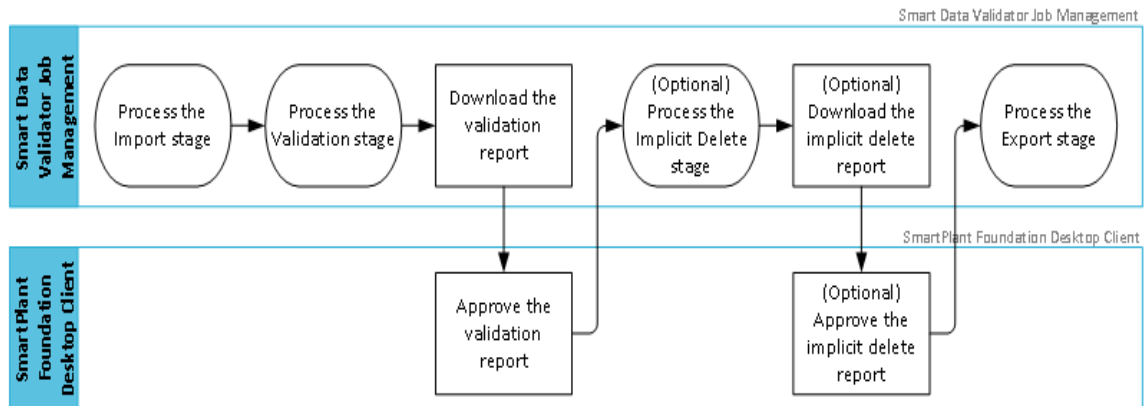 Smart Data Validator Job Management
Smart Data
Validator Job
Management
Process the
Import stage
Process the
Validation stage
Download the
validation
report
(Optional)
Process the
Implicit Delete
stage
(Optional)
Download the
implicit delete
report
Process the
Export stage
SmartPlant Foundation Desktop Client
SmartPlant
Foundation
Desktop Client
Approve the
validation
report
(Optional)
Approve the
implicit delete
report